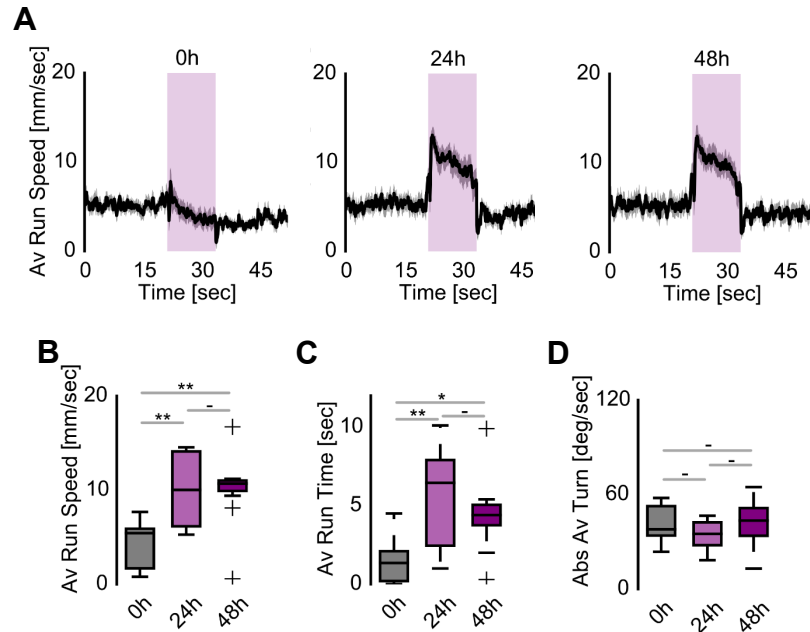 A
0h
24h
48h
Av Run Speed [mm/sec]
20
10
0
0
15
30
45
Time [sec]
20
10
0
0
15
30
45
Time [sec]
20
10
0
0
15
30
45
Time [sec]
B
Av Run Speed [mm/sec]
20
10
0
**
**
-
0h
24h
48h
C
Av Run Time [sec]
10
5
0
*
**
-
0h
24h
48h
D
Abs Av Turn [deg/sec]
120
60
0
-
-
-
0h
24h
48h